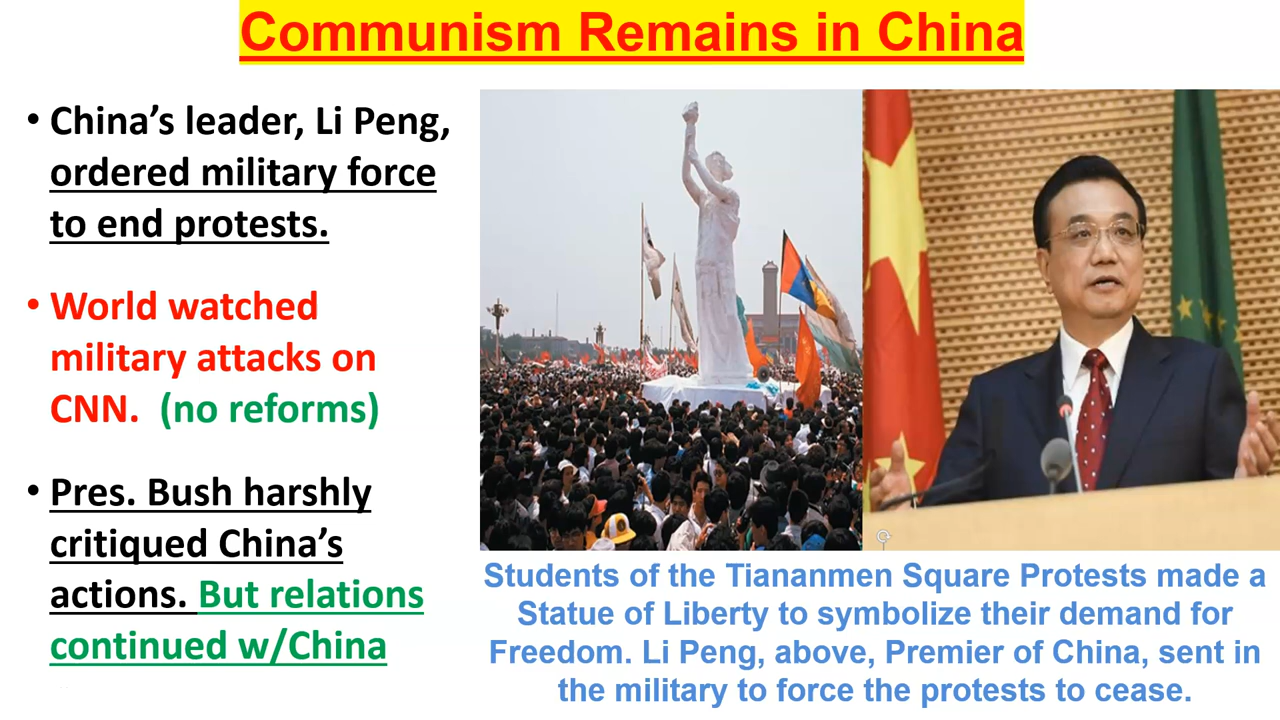 Communism Remains in China
• China’s leader, Li Peng,
ordered military force
to end protests.
• World watched
military attacks on
CNN. (no reforms)
• Pres. Bush harshly
critiqued China’s
actions. But relations
continued w/China
Students of the Tiananmen Square Protests made a
Statue of Liberty to symbolize their demand for
Freedom. Li Peng, above, Premier of China, sent in
the military to force the protests to cease.